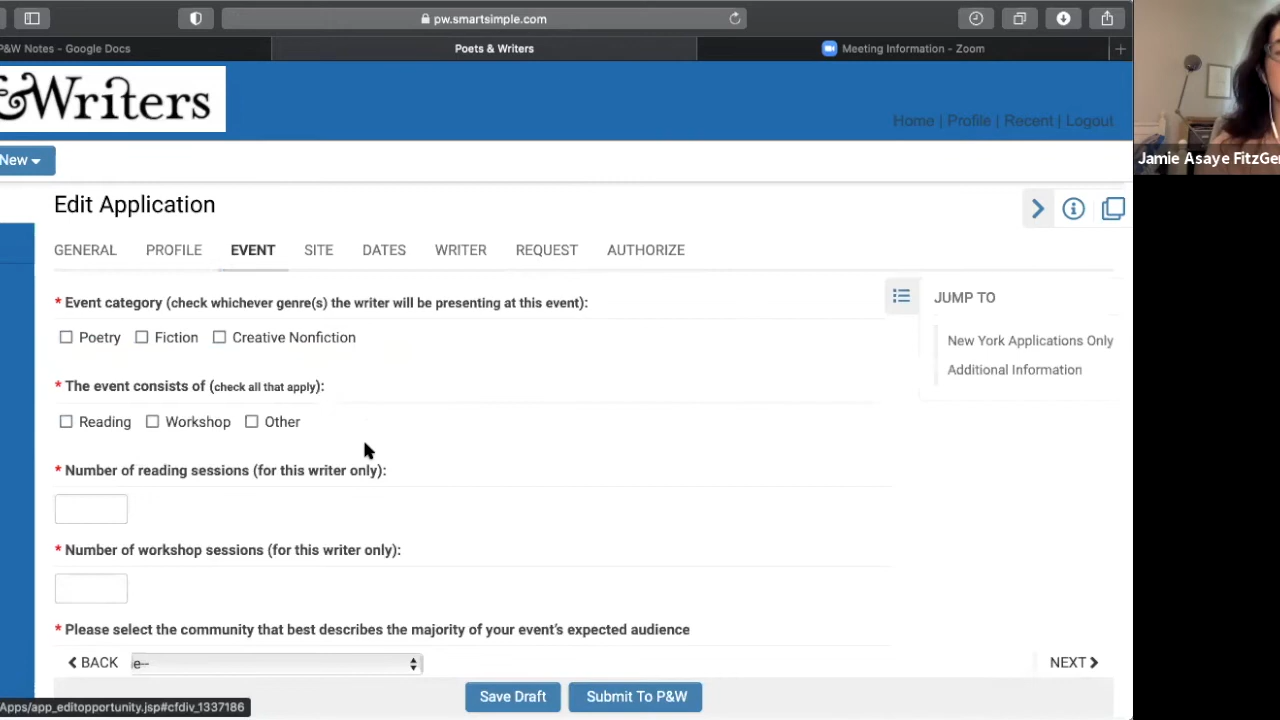 pw.smartsimple.com
P&W Notes - Google Docs
Poets & Writers
Meeting Information - Zoom
&Writers
Home | Profile | Recent | Logout
New
Jamie Asaye FitzGer
Edit Application
GENERAL PROFILE EVENT SITE DATES WRITER REQUEST AUTHORIZE
* Event category (check whichever genre(s) the writer will be presenting at this event):
JUMP TO
Poetry Fiction Creative Nonfiction
New York Applications Only
Additional Information
* The event consists of (check all that apply):
Reading Workshop Other
* Number of reading sessions (for this writer only):
* Number of workshop sessions (for this writer only):
* Please select the community that best describes the majority of your event's expected audience
BACK e-- NEXT
Save Draft Submit To P&W
Apps/app_editopportunity.jsp#cfdiv_1337186